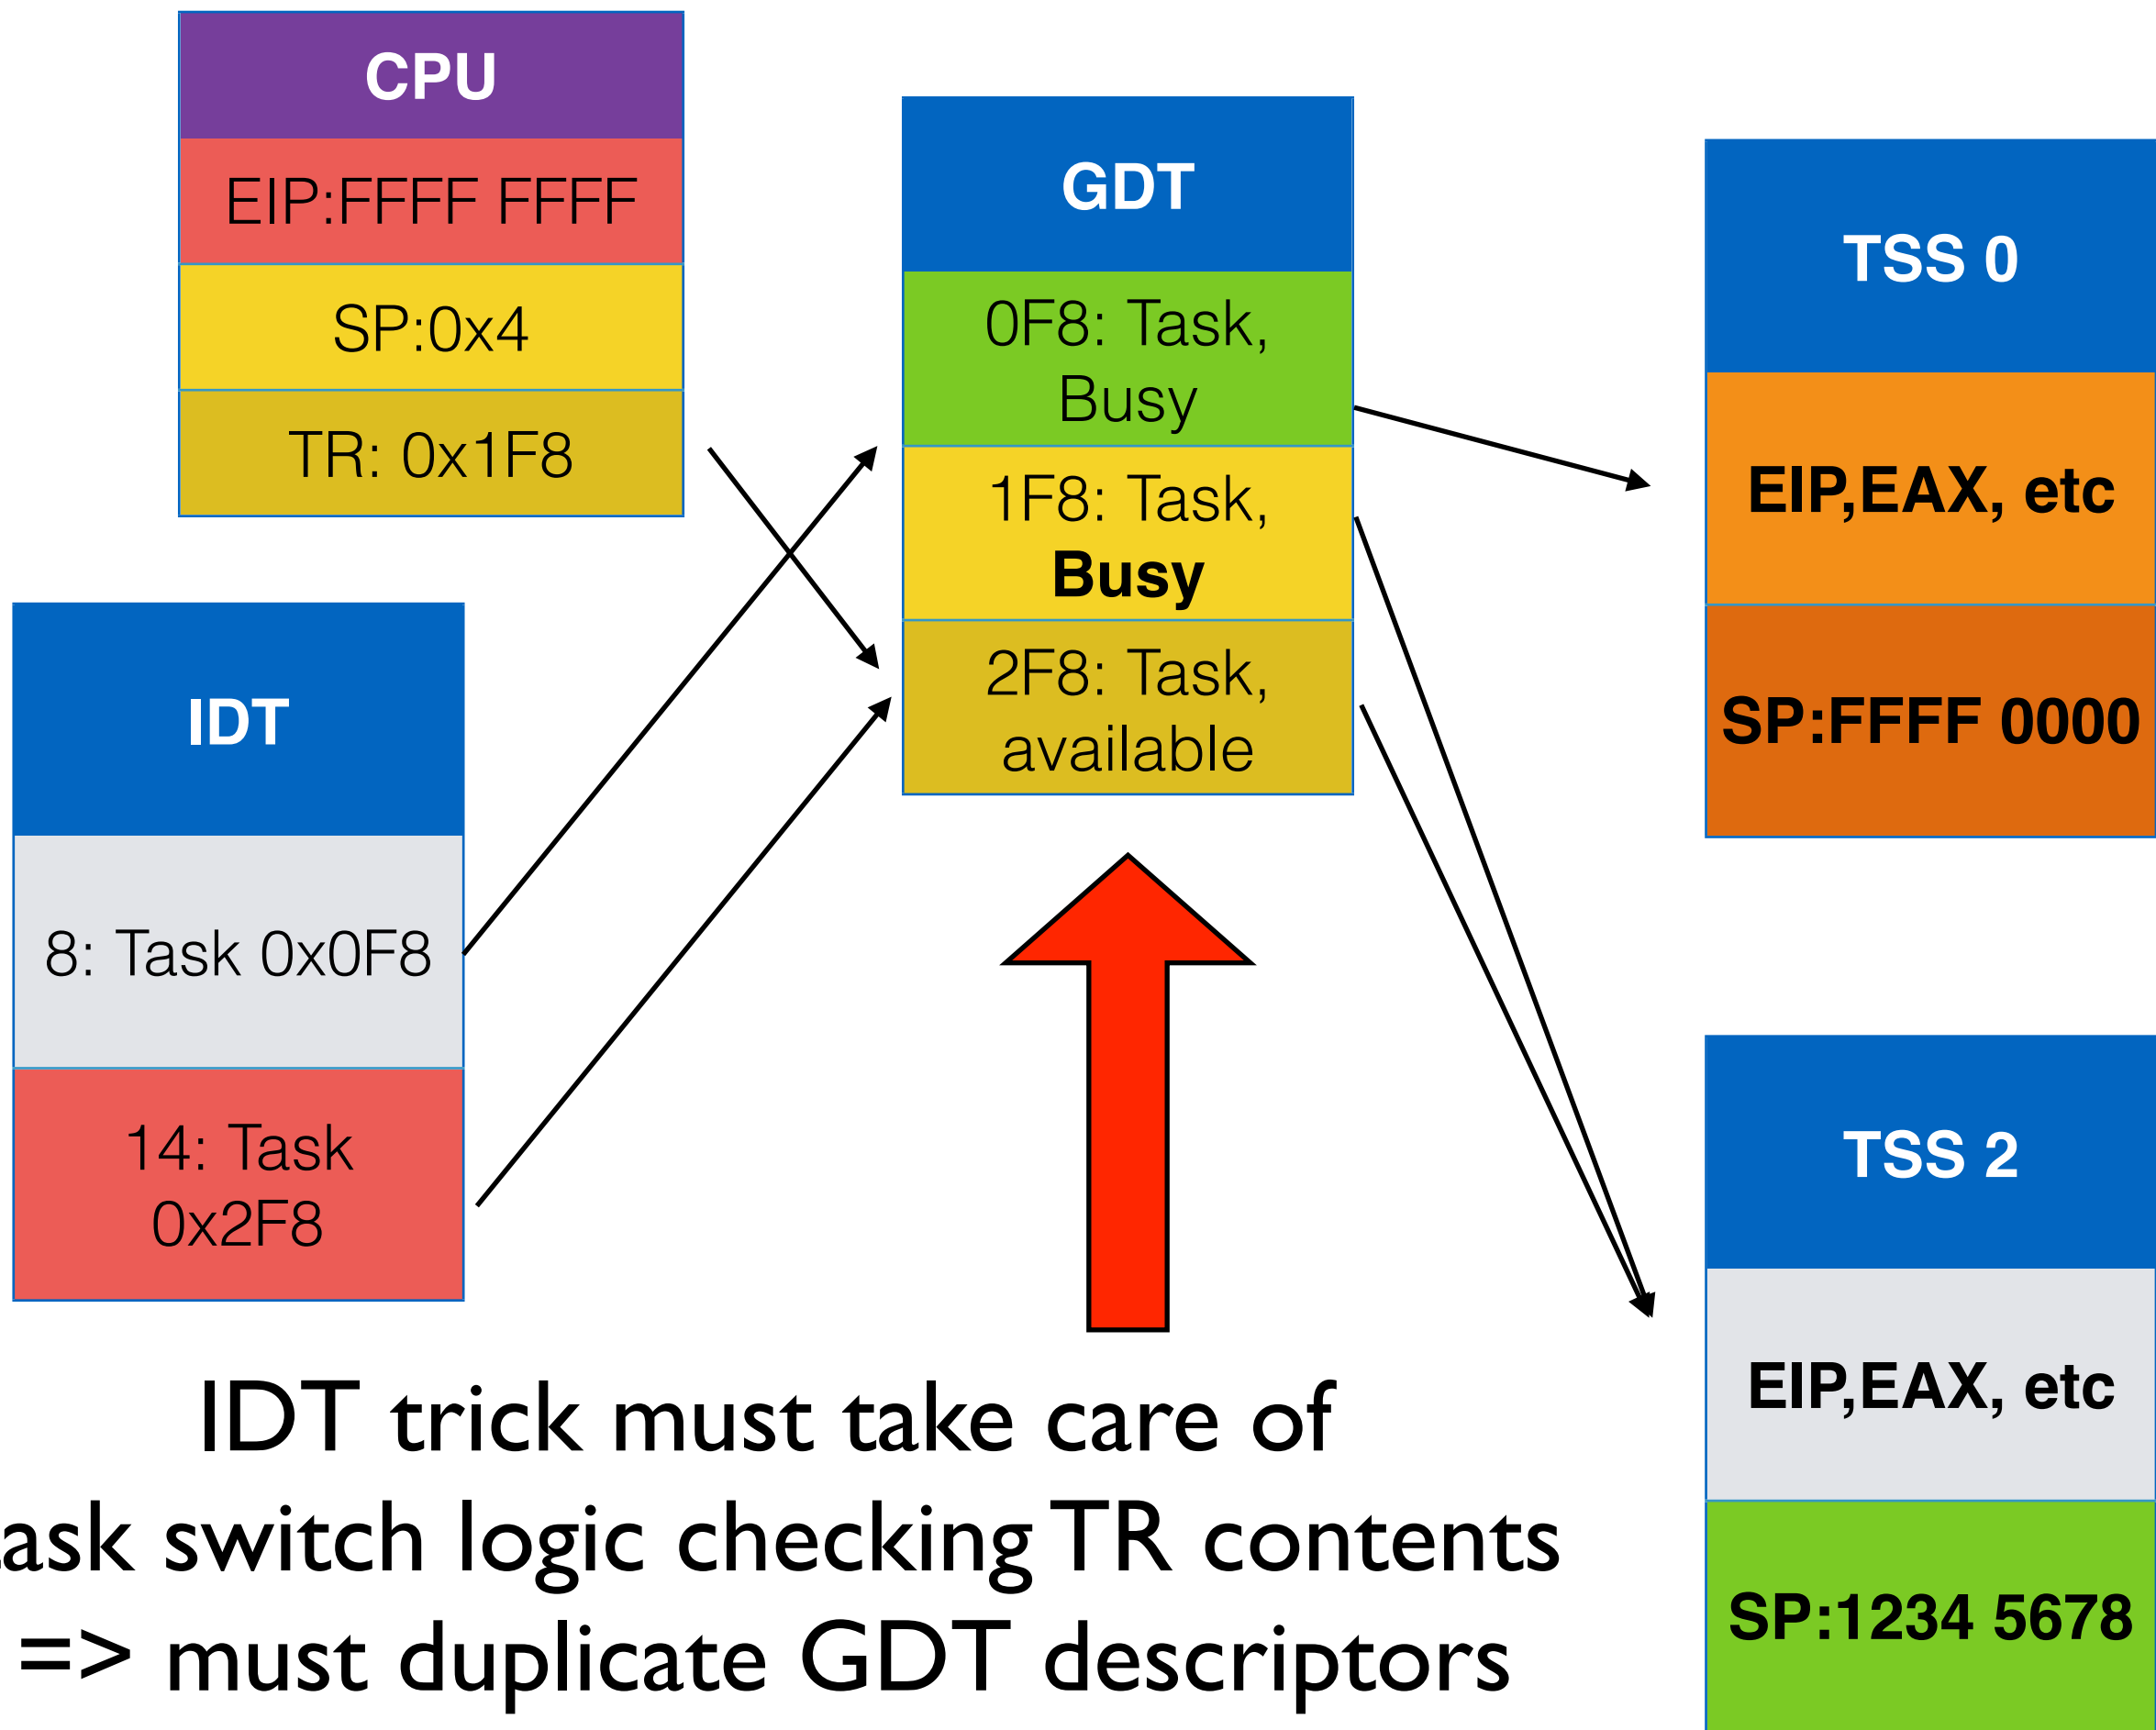 CPU
EIP:FFFF FFFF
SP:0x4
TR: 0x1F8
IDT
8: Task 0x0F8
14: Task
0x2F8
GDT
0F8: Task,
Busy
1F8: Task,
Busy
2F8: Task,
available
TSS 0
EIP,EAX, etc
SP:FFFF 0000
TSS 2
EIP,EAX, etc
SP:1234 5678
IDT trick must take care of
ask switch logic checking TR contents
=> must duplicate GDT descriptors